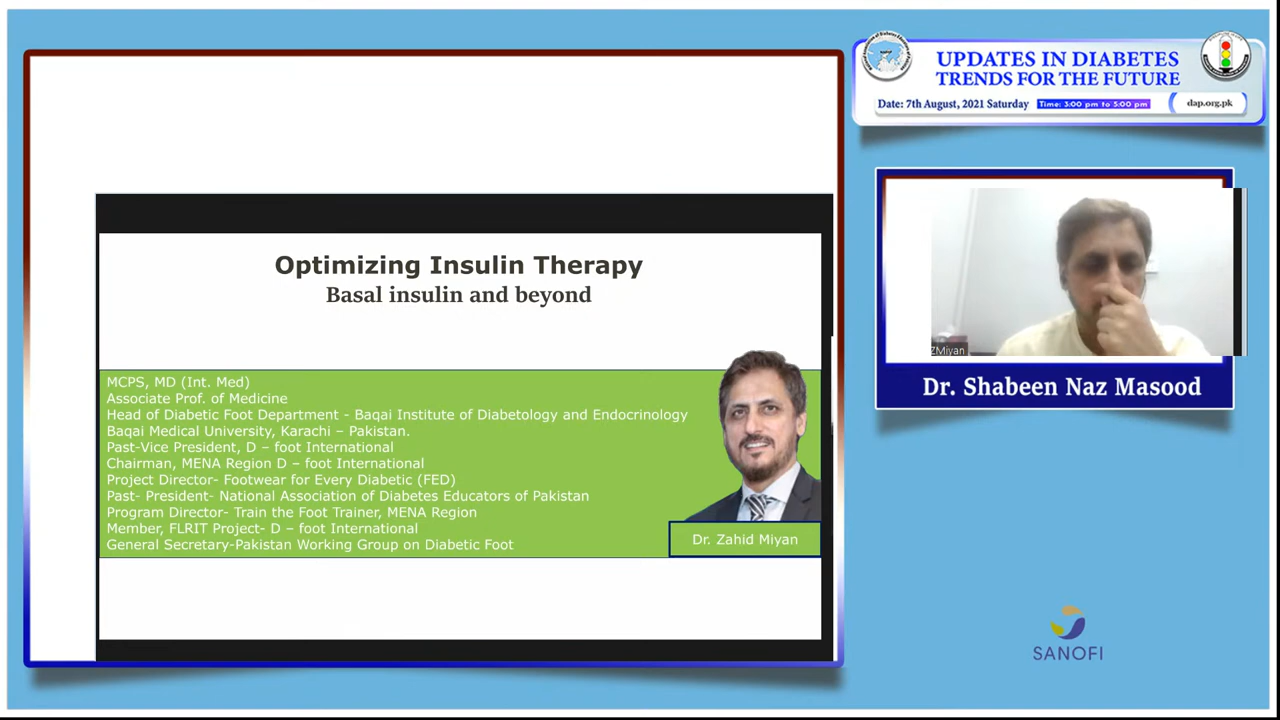 Optimizing Insulin Therapy
Basal insulin and beyond
MCPS, MD (Int. Med)
Associate Prof. of Medicine
Head of Diabetic Foot Department - Baqai Institute of Diabetology and Endocrinology
Baqai Medical University, Karachi – Pakistan.
Past-Vice President, D – foot International
Chairman, MENA Region D – foot International
Project Director- Footwear for Every Diabetic (FED)
Past- President- National Association of Diabetes Educators of Pakistan
Program Director- Train the Foot Trainer, MENA Region
Member, FLRIT Project- D – foot International
General Secretary-Pakistan Working Group on Diabetic Foot
Dr. Zahid Miyan
UPDATES IN DIABETES
TRENDS FOR THE FUTURE
Date: 7th August, 2021 Saturday Time: 3:00 pm to 5:00 pm dap.org.pk
ZMiyan
Dr. Shabeen Naz Masood
SANOFI